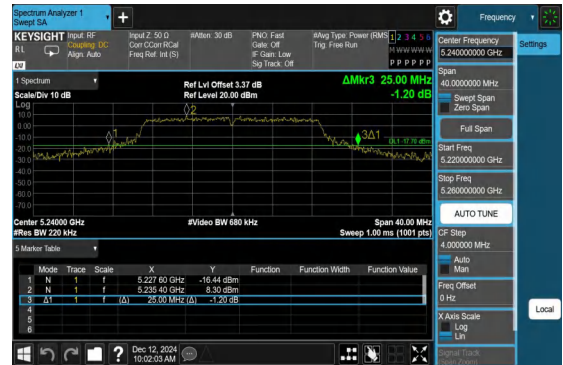 Spectrum Analyzer 1
Swept SA
+
Frequency
KEYSIGHT
Input: RF
Input Z: 50 Ω
#Atten: 30 dB
PNO: Fast
#Avg Type: Power (RMS
1 2 3 4 5 6
RL
Coupling: DC
Corr CCorr RCal
Gate: Off
Trig: Free Run
M W W W W W
Align: Auto
Freq Ref: Int (S)
IF Gain: Low
Sig Track: Off
P P P P P P
LXI
1 Spectrum
Ref Lvl Offset 3.37 dB
ΔMkr3 25.00 MHz
Scale/Div 10 dB
Ref Level 20.00 dBm
-1.20 dB
Log
10.0
0.00
-10.0
-20.0
-30.0
-40.0
-50.0
-60.0
-70.0
1
2
3Δ1
DL1 -17.70 dBm
Center 5.24000 GHz
#Video BW 680 kHz
Span 40.00 MHz
#Res BW 220 kHz
Sweep 1.00 ms (1001 pts)
5 Marker Table
Mode Trace Scale X Y Function Function Width Function Value
1 N 1 f 5.227 60 GHz -16.44 dBm
2 N 1 f 5.235 40 GHz 8.30 dBm
3 Δ1 1 f (Δ) 25.00 MHz (Δ) -1.20 dB
4
5
6
Dec 12, 2024
10:02:03 AM
?
Center Frequency
5.240000000 GHz
Settings
Span
40.0000000 MHz
Swept Span
Zero Span
Full Span
Start Freq
5.220000000 GHz
Stop Freq
5.260000000 GHz
AUTO TUNE
CF Step
4.000000 MHz
Auto
Man
Freq Offset
0 Hz
X Axis Scale
Log
Lin
Local
Signal Track